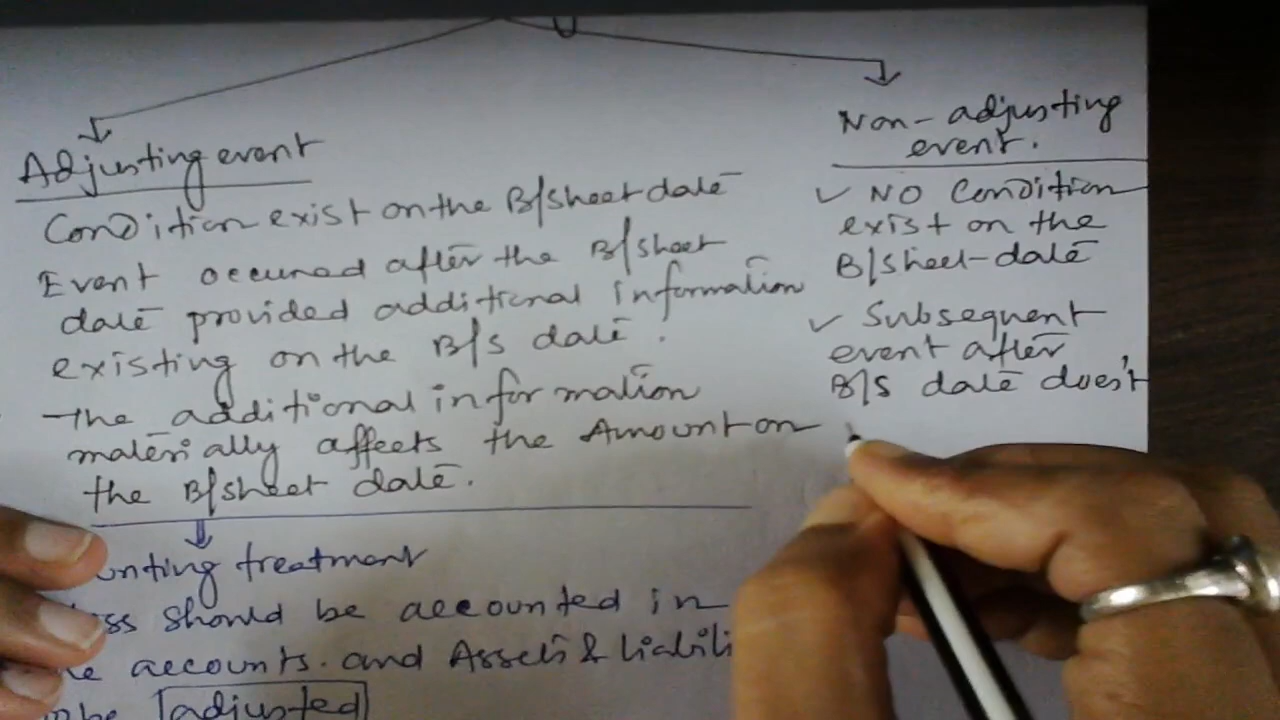 Adjusting event
Condition exist on the B/sheet date
Event occured after the B/sheet
date provided additional information
existing on the B/s date.
The additional information
materially affects the Amount on
the B/sheet date.
unting treatment
ss should be accounted in
accounts. and Assets & liabili
adjusted
Non-adjusting
event.
✓ NO Condition
exist on the
B/sheet-date
✓ Subsequent
event after
B/S date does't